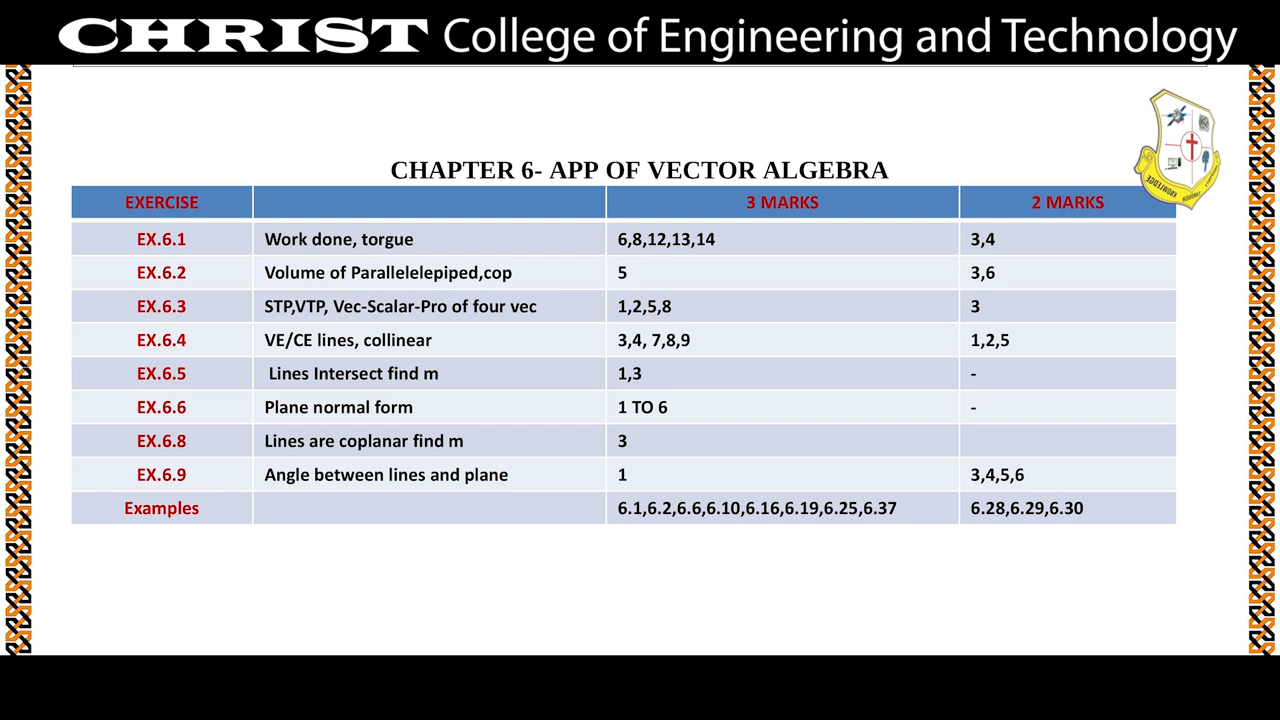 CHRIST College of Engineering and Technology
CHAPTER 6- APP OF VECTOR ALGEBRA
EXERCISE 3 MARKS 2 MARKS
EX.6.1 Work done, torgue 6,8,12,13,14 3,4
EX.6.2 Volume of Parallelelepiped,cop 5 3,6
EX.6.3 STP,VTP, Vec-Scalar-Pro of four vec 1,2,5,8 3
EX.6.4 VE/CE lines, collinear 3,4, 7,8,9 1,2,5
EX.6.5 Lines Intersect find m 1,3 -
EX.6.6 Plane normal form 1 TO 6 -
EX.6.8 Lines are coplanar find m 3
EX.6.9 Angle between lines and plane 1 3,4,5,6
Examples 6.1,6.2,6.6,6.10,6.16,6.19,6.25,6.37 6.28,6.29,6.30